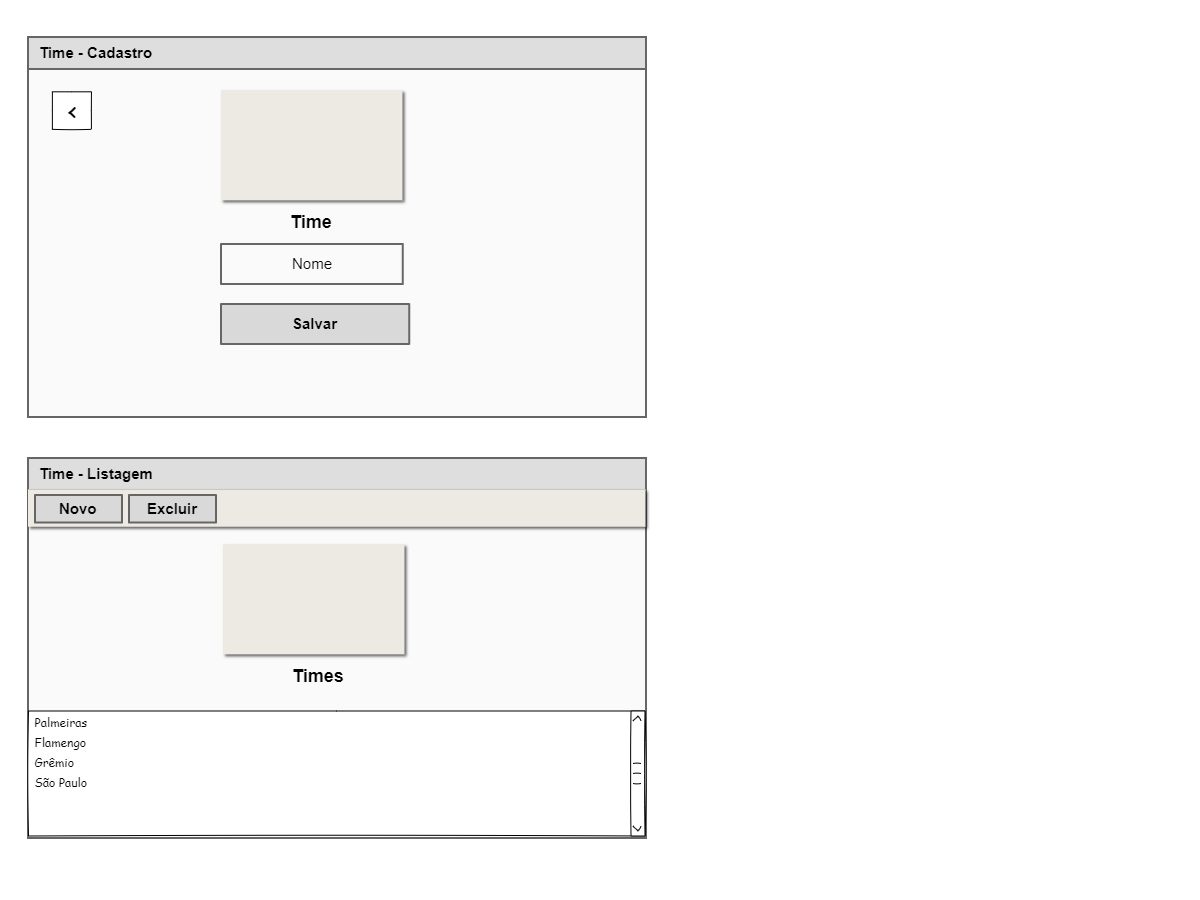 Time - Cadastro
<
Time
Nome
Salvar
Time - Listagem
Novo Excluir
Times
Palmeiras
Flamengo
Grêmio
São Paulo